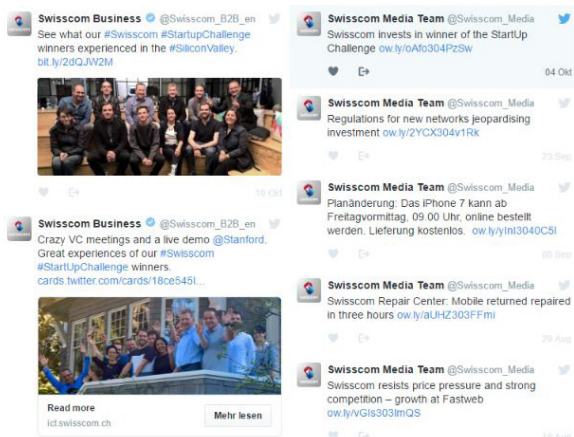 Swisscom Business @Swisscom_B2B_en
See what our #Swisscom #StartupChallenge
winners experienced in the #SiliconValley.
bit.ly/2dQJW2M
10 Okt
Swisscom Business @Swisscom_B2B_en
Crazy VC meetings and a live demo @Stanford.
Great experiences of our #Swisscom
#StartUpChallenge winners.
cards.twitter.com/cards/18ce545l...
Read more
ict.swisscom.ch
Mehr lesen
Swisscom Media Team @Swisscom_Media
Swisscom invests in winner of the StartUp
Challenge ow.ly/oAfo304PzSw
04 Okt
Swisscom Media Team @Swisscom_Media
Regulations for new networks jeopardising
investment ow.ly/2YCX304v1Rk
23 Sep
Swisscom Media Team @Swisscom_Media
Planänderung: Das iPhone 7 kann ab
Freitagvormittag, 09.00 Uhr, online bestellt
werden. Lieferung kostenlos. ow.ly/yInI3040C5l
Sep
Swisscom Media Team @Swisscom_Media
Swisscom Repair Center: Mobile returned repaired
in three hours ow.ly/aUHZ303FFmi
29 Aug
Swisscom Media Team @Swisscom_Media
Swisscom resists price pressure and strong
competition – growth at Fastweb
ow.ly/vGIs303ImQS
Aug